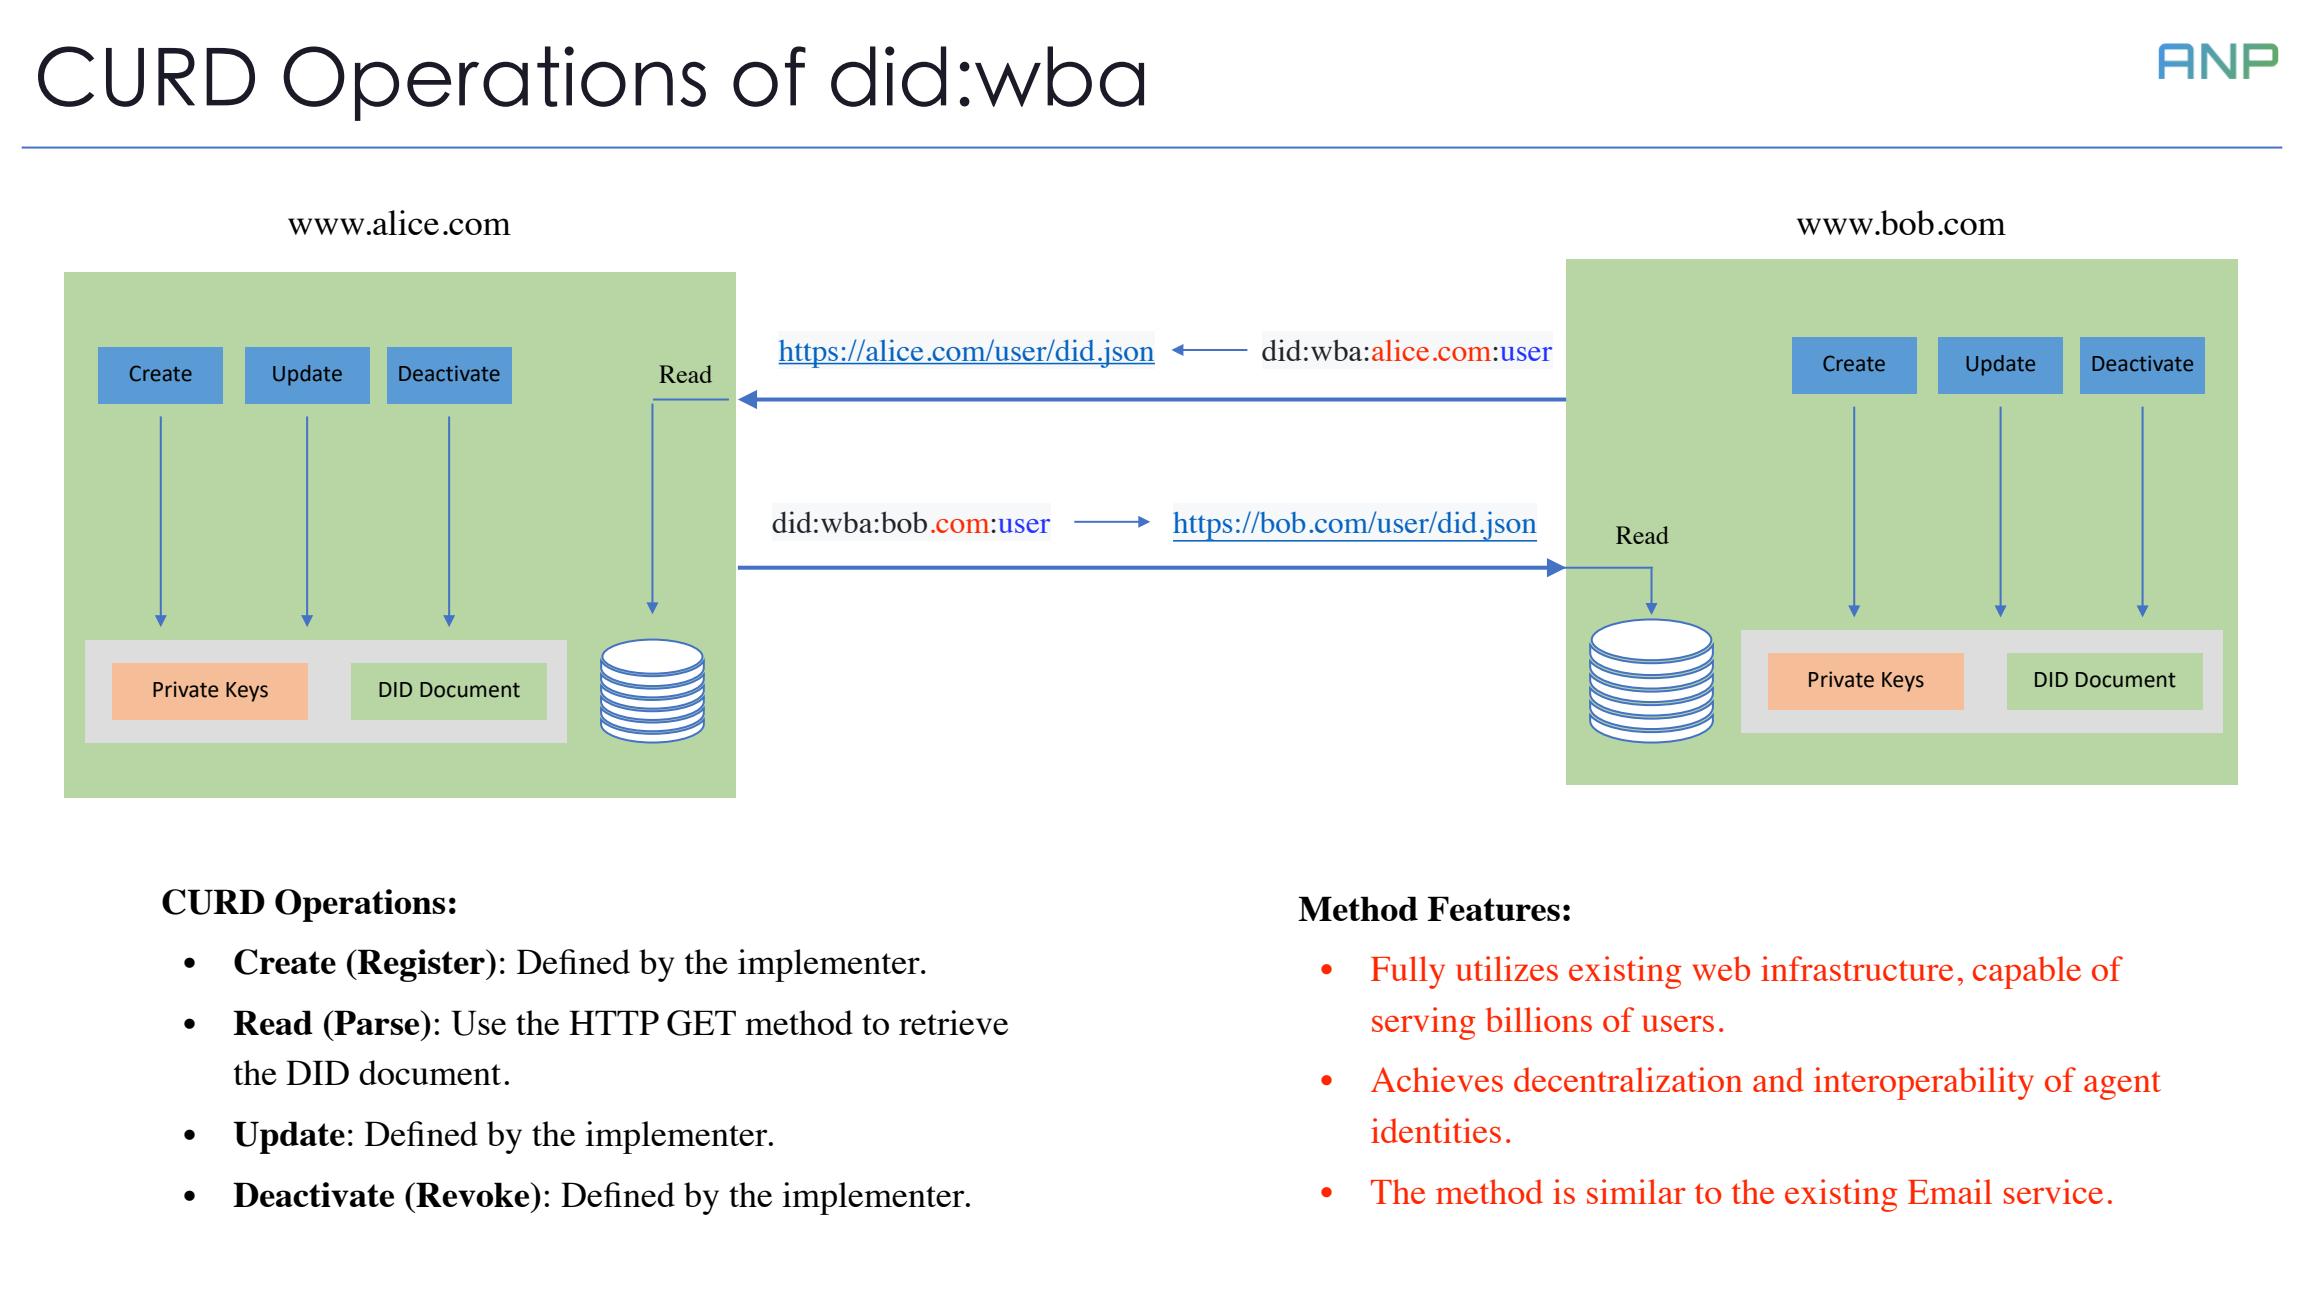 CURD Operations of did:wba
ANP
www.alice.com
www.bob.com
Create
Update
Deactivate
Read
Private Keys
DID Document
https://alice.com/user/did.json
did:wba:alice.com:user
did:wba:bob.com:user
https://bob.com/user/did.json
Create
Update
Deactivate
Read
Private Keys
DID Document
CURD Operations:
• Create (Register): Defined by the implementer.
• Read (Parse): Use the HTTP GET method to retrieve
the DID document.
• Update: Defined by the implementer.
• Deactivate (Revoke): Defined by the implementer.
Method Features:
• Fully utilizes existing web infrastructure, capable of
serving billions of users.
• Achieves decentralization and interoperability of agent
identities.
• The method is similar to the existing Email service.